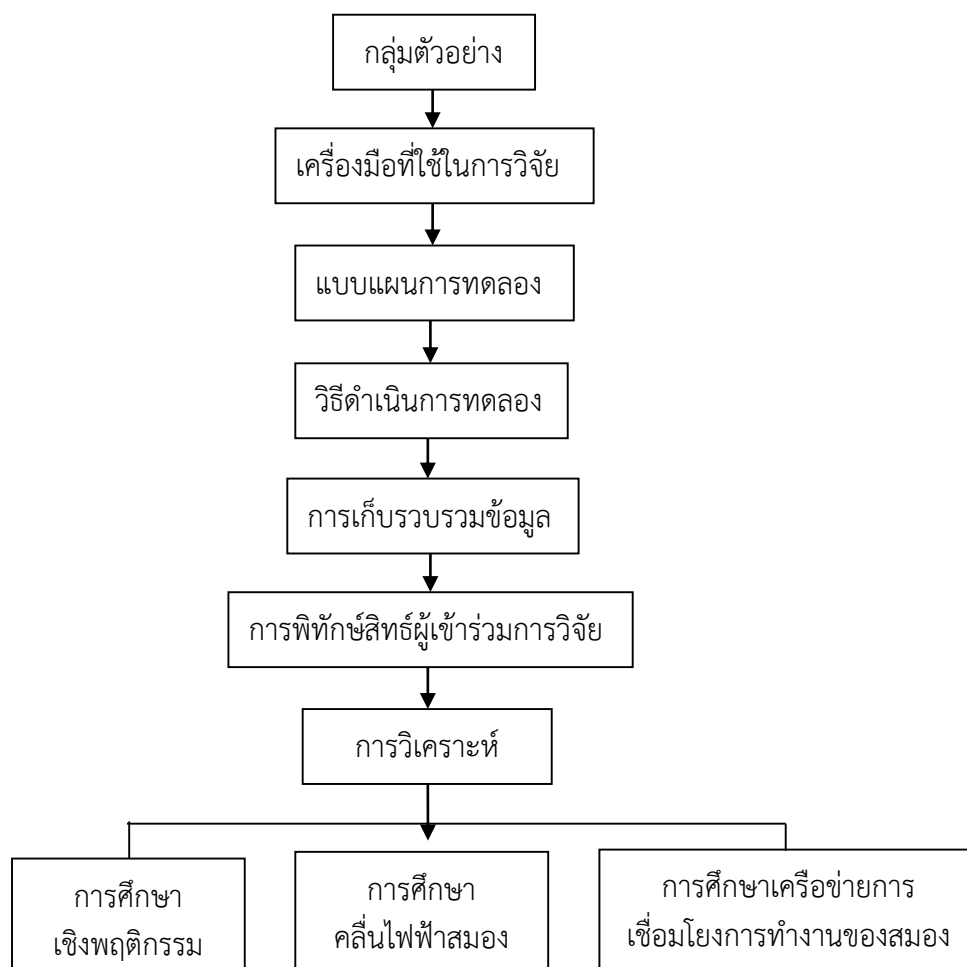 กลุ่มตัวอย่าง
เครื่องมือที่ใช้ในการวิจัย
แบบแผนการทดลอง
วิธีดำเนินการทดลอง
การเก็บรวบรวมข้อมูล
การพิทักษ์สิทธิ์ผู้เข้าร่วมการวิจัย
การวิเคราะห์
การศึกษา
เชิงพฤติกรรม
การศึกษา
คลื่นไฟฟ้าสมอง
การศึกษาเครือข่ายการ
เชื่อมโยงการทำงานของสมอง